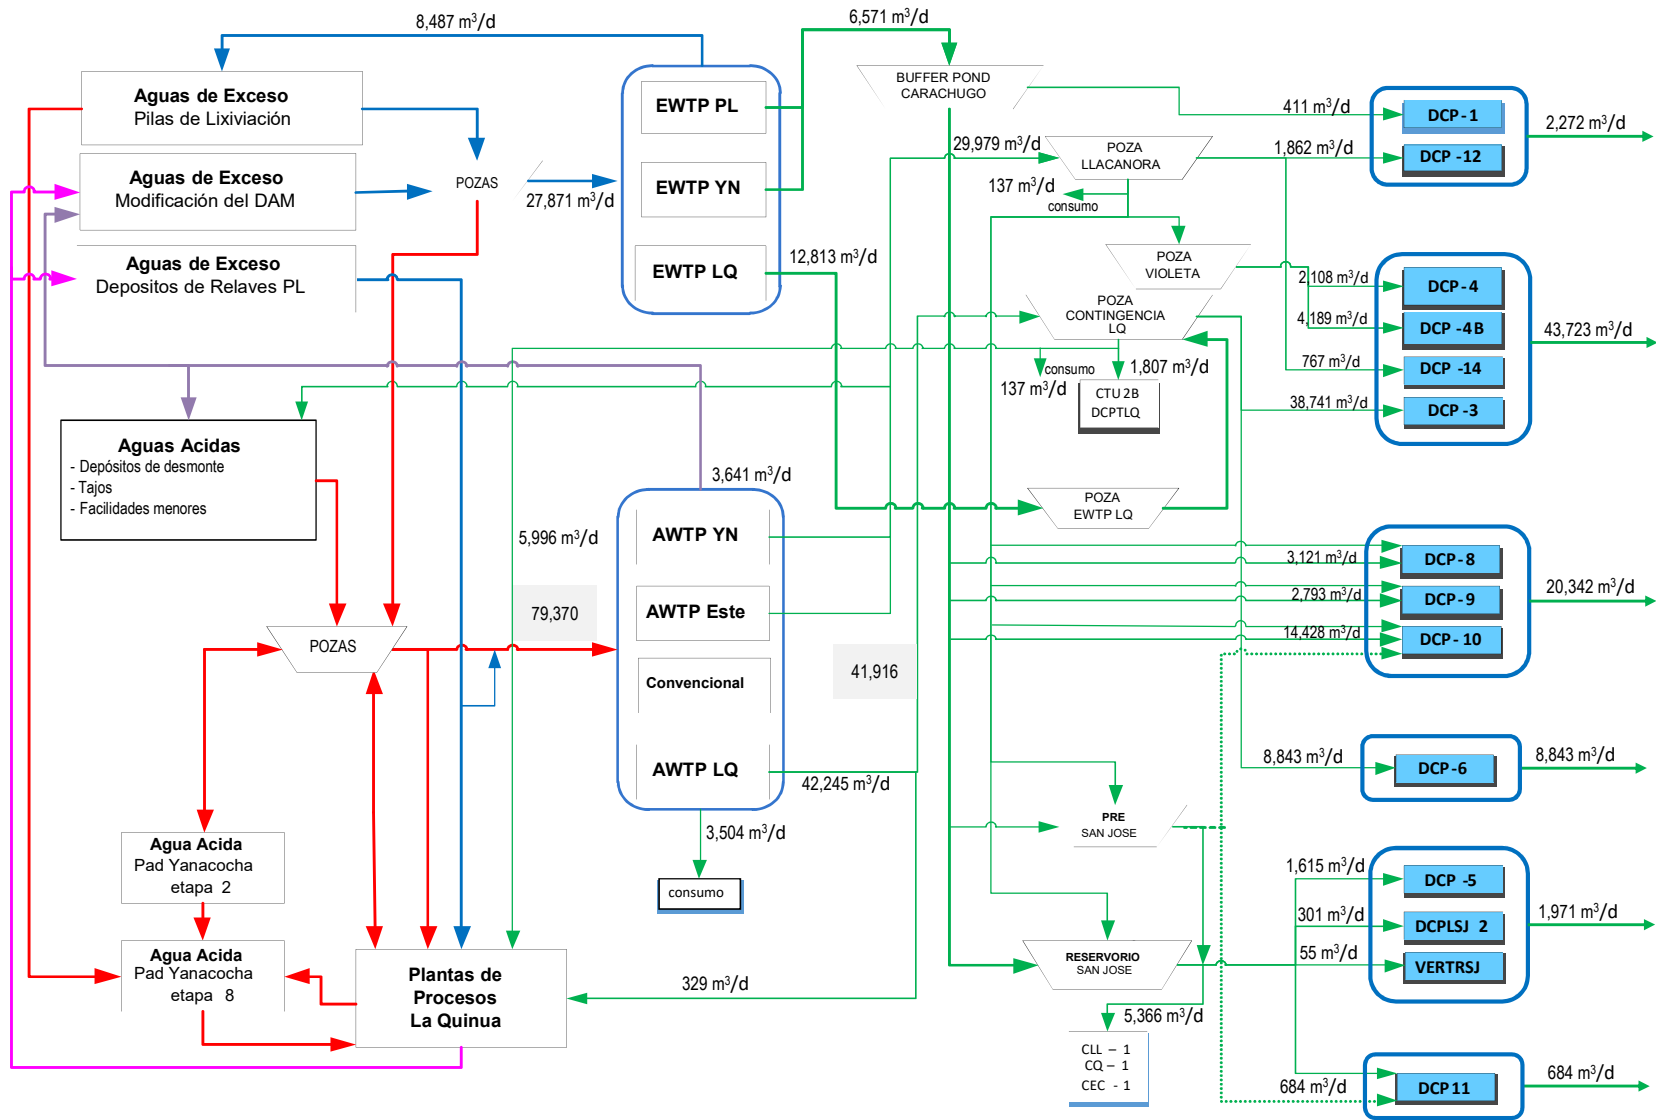 8,487 m³/d
6,571 m³/d
Aguas de Exceso
Pilas de Lixiviación
Aguas de Exceso
Modificación del DAM
Aguas de Exceso
Depositos de Relaves PL
POZAS
27,871 m³/d
EWTP PL
EWTP YN
EWTP LQ
12,813 m³/d
BUFFER POND
CARACHUGO
29,979 m³/d
POZA
LLACANORA
137 m³/d
consumo
POZA
VIOLETA
POZA
CONTINGENCIA
LQ
consumo
137 m³/d
1,807 m³/d
CTU 2B
DCPTLQ
POZA
EWTP LQ
411 m³/d
DCP - 1
1,862 m³/d
DCP - 12
2,272 m³/d
2,108 m³/d
DCP - 4
4,189 m³/d
DCP - 4B
767 m³/d
DCP - 14
38,741 m³/d
DCP - 3
43,723 m³/d
Aguas Acidas
- Depósitos de desmonte
- Tajos
- Facilidades menores
3,641 m³/d
5,996 m³/d
79,370
POZAS
AWTP YN
AWTP Este
Convencional
AWTP LQ
41,916
42,245 m³/d
3,504 m³/d
consumo
3,121 m³/d
DCP - 8
2,793 m³/d
DCP - 9
14,428 m³/d
DCP - 10
20,342 m³/d
8,843 m³/d
DCP - 6
8,843 m³/d
PRE
SAN JOSE
Agua Acida
Pad Yanacocha
etapa 2
Agua Acida
Pad Yanacocha
etapa 8
Plantas de
Procesos
La Quinua
329 m³/d
RESERVORIO
SAN JOSE
5,366 m³/d
CLL – 1
CQ – 1
CEC - 1
1,615 m³/d
DCP - 5
301 m³/d
DCPLSJ 2
55 m³/d
VERTRSJ
1,971 m³/d
684 m³/d
DCP 11
684 m³/d